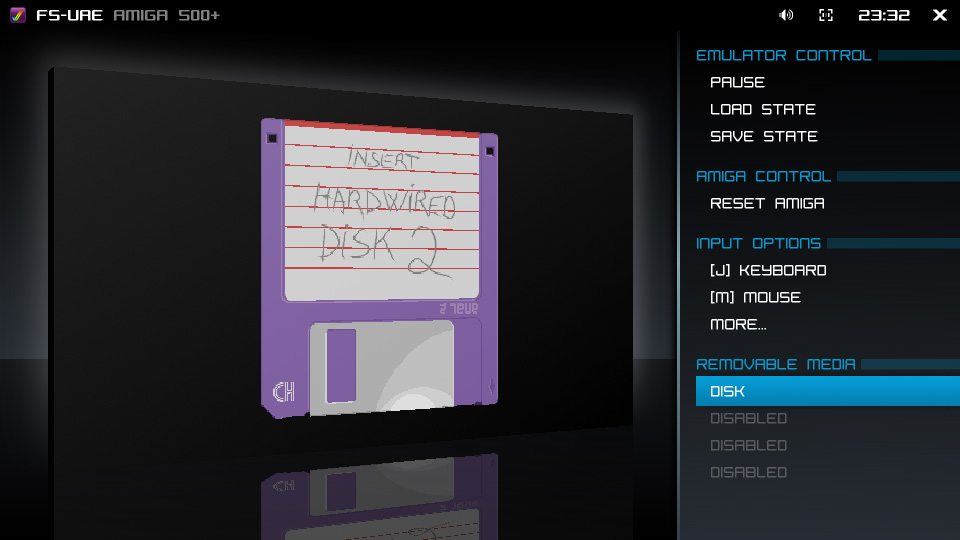 FS-UAE AMIGA 500+
23:32
INSERT
HARDWIRED
DISK 2
CH
EMULATOR CONTROL
PAUSE
LOAD STATE
SAVE STATE
AMIGA CONTROL
RESET AMIGA
INPUT OPTIONS
[J] KEYBOARD
[M] MOUSE
MORE...
REMOVABLE MEDIA
DISK
DISABLED
DISABLED
DISABLED